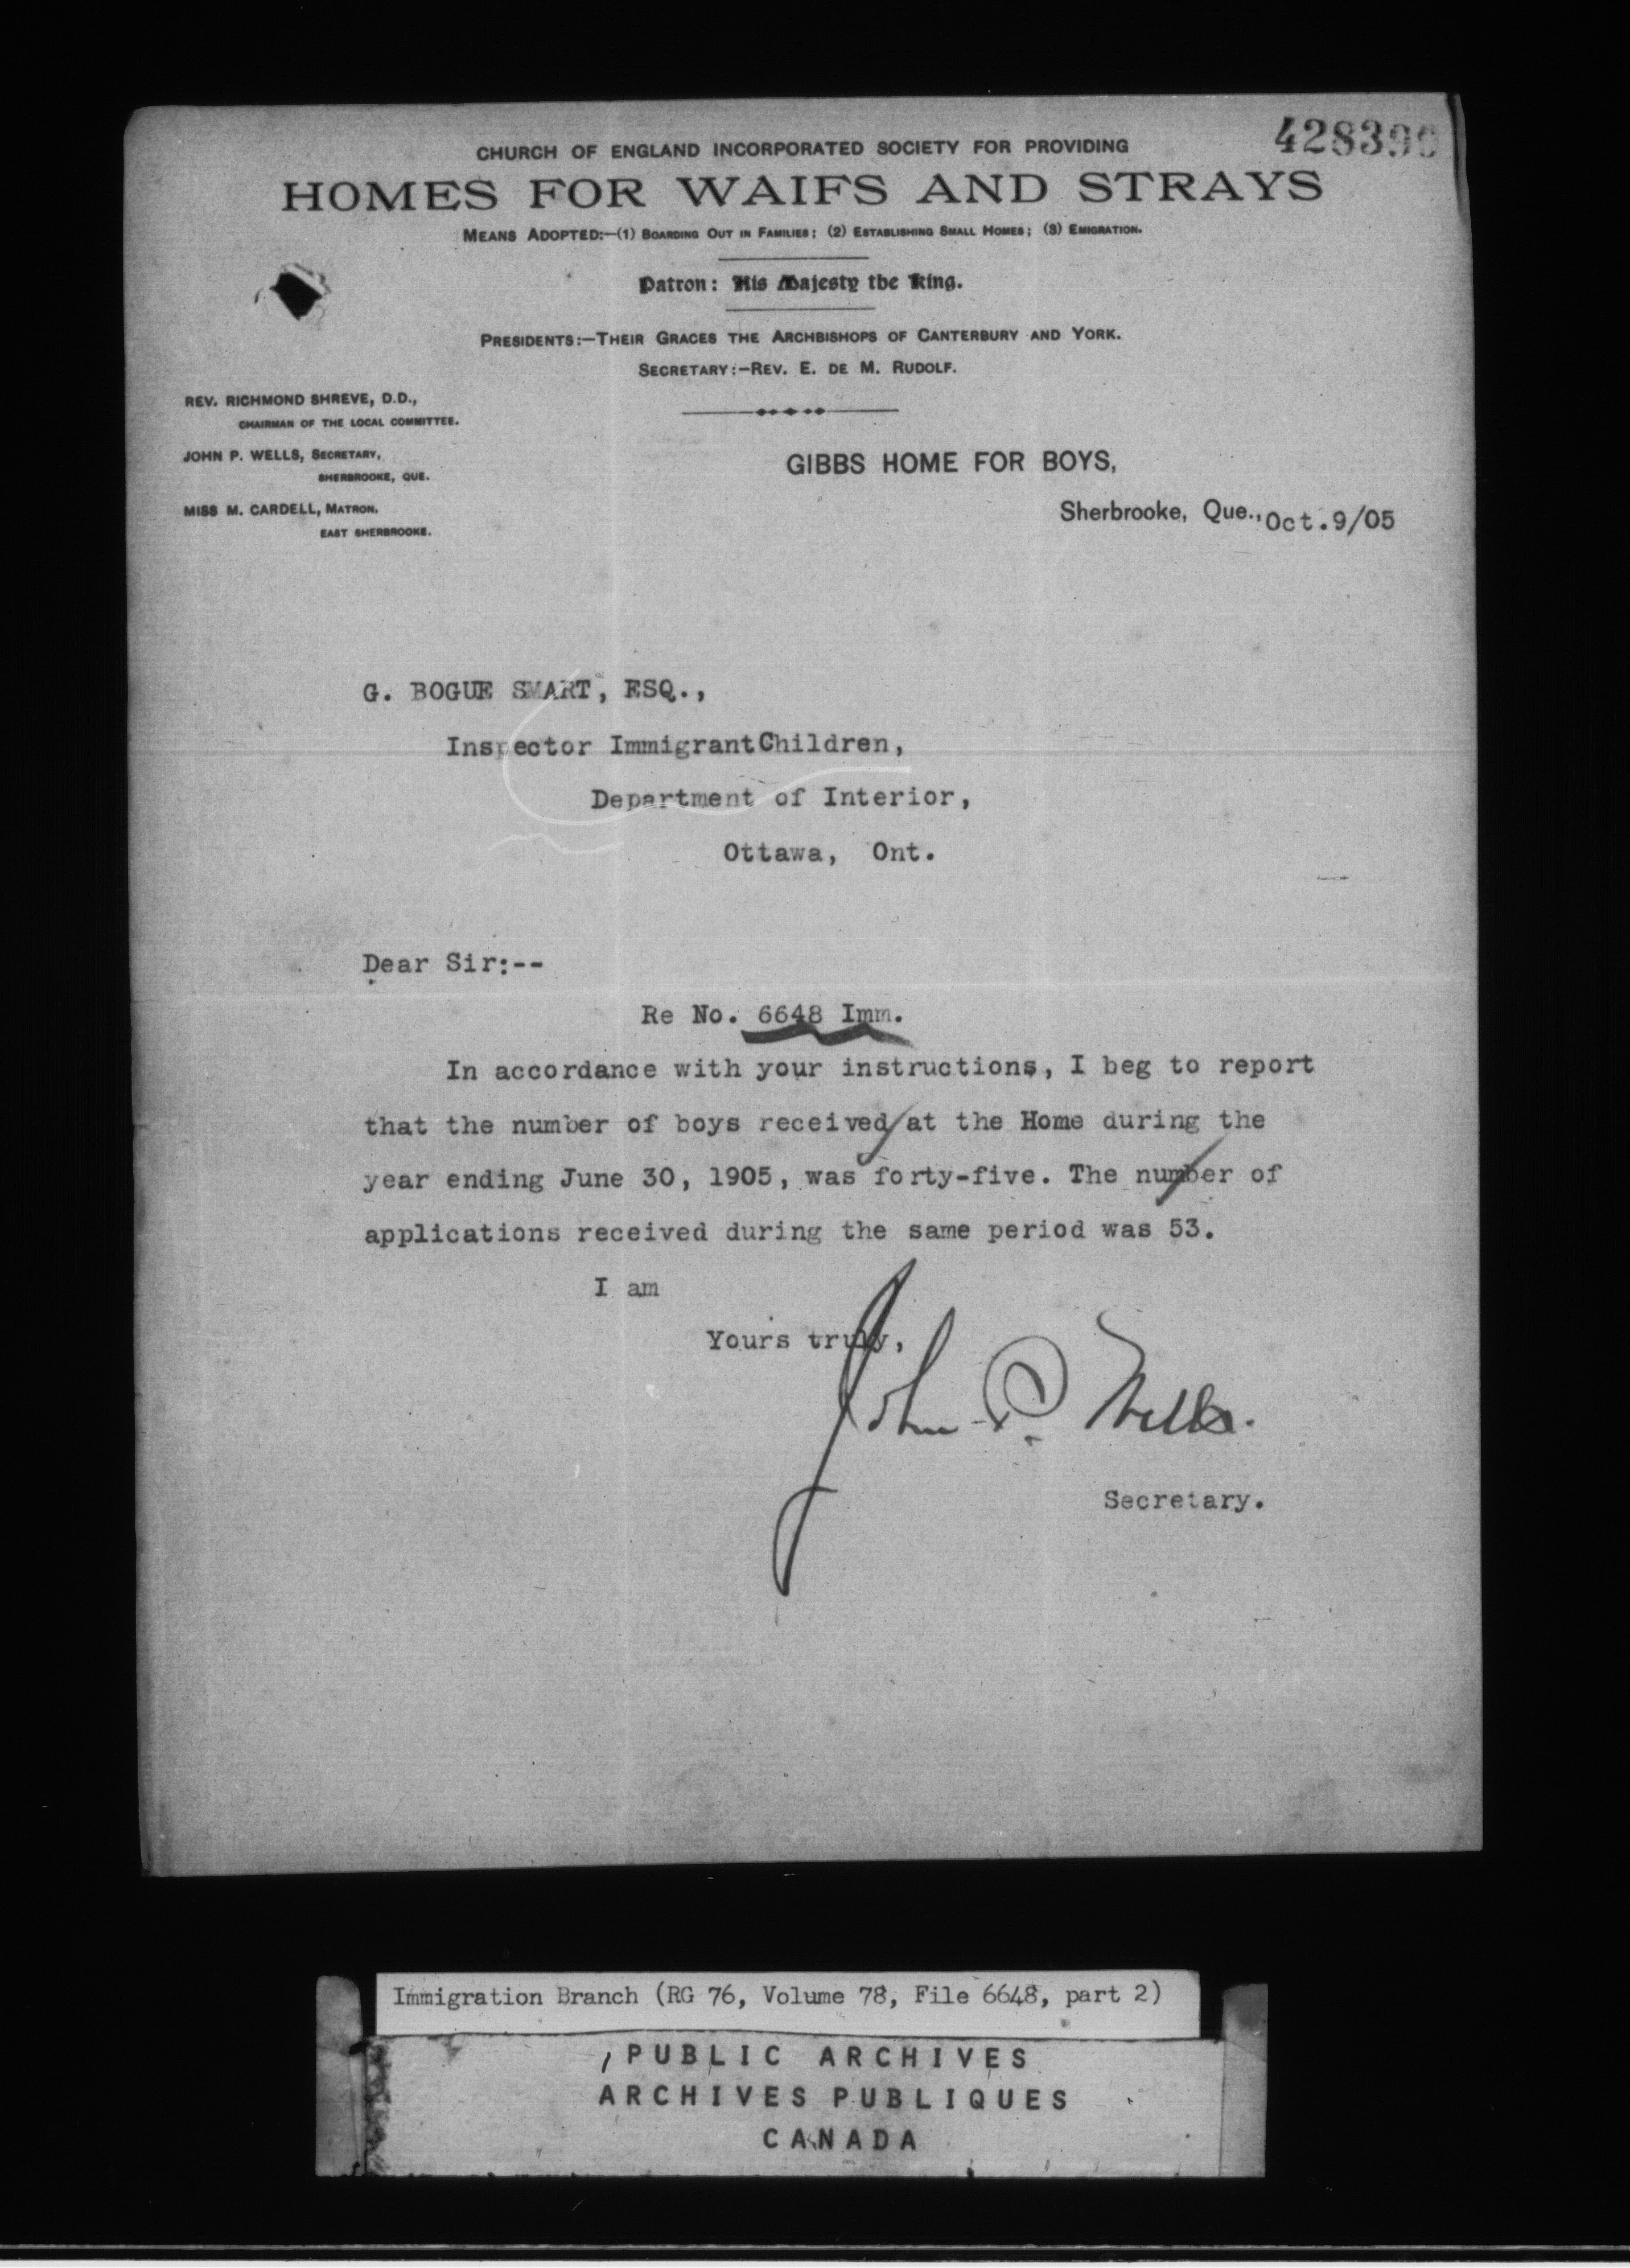 428396
CHURCH OF ENGLAND INCORPORATED SOCIETY FOR PROVIDING
HOMES FOR WAIFS AND STRAYS
MEANS ADOPTED:—(1) BOARDING OUT IN FAMILIES; (2) ESTABLISHING SMALL HOMES; (3) EMIGRATION.
Patron: His Majesty the King.
PRESIDENTS:—THEIR GRACES THE ARCHBISHOPS OF CANTERBURY AND YORK.
SECRETARY:—REV. E. DE M. RUDOLF.
REV. RICHMOND SHREVE, D.D.,
CHAIRMAN OF THE LOCAL COMMITTEE.
JOHN P. WELLS, SECRETARY,
SHERBROOKE, QUE.
MISS M. CARDELL, MATRON.
EAST SHERBROOKE.
GIBBS HOME FOR BOYS,
Sherbrooke, Que., Oct.9/05
G. BOGUE SMART, ESQ.,
Inspector ImmigrantChildren,
Department of Interior,
Ottawa, Ont.
Dear Sir:--
Re No. 6648 Imm.
In accordance with your instructions, I beg to report
that the number of boys received at the Home during the
year ending June 30, 1905, was forty-five. The number of
applications received during the same period was 53.
I am
Yours truly,
John P. Wells.
Secretary.
Immigration Branch (RG 76, Volume 78, File 6648, part 2)
PUBLIC ARCHIVES
ARCHIVES PUBLIQUES
CANADA